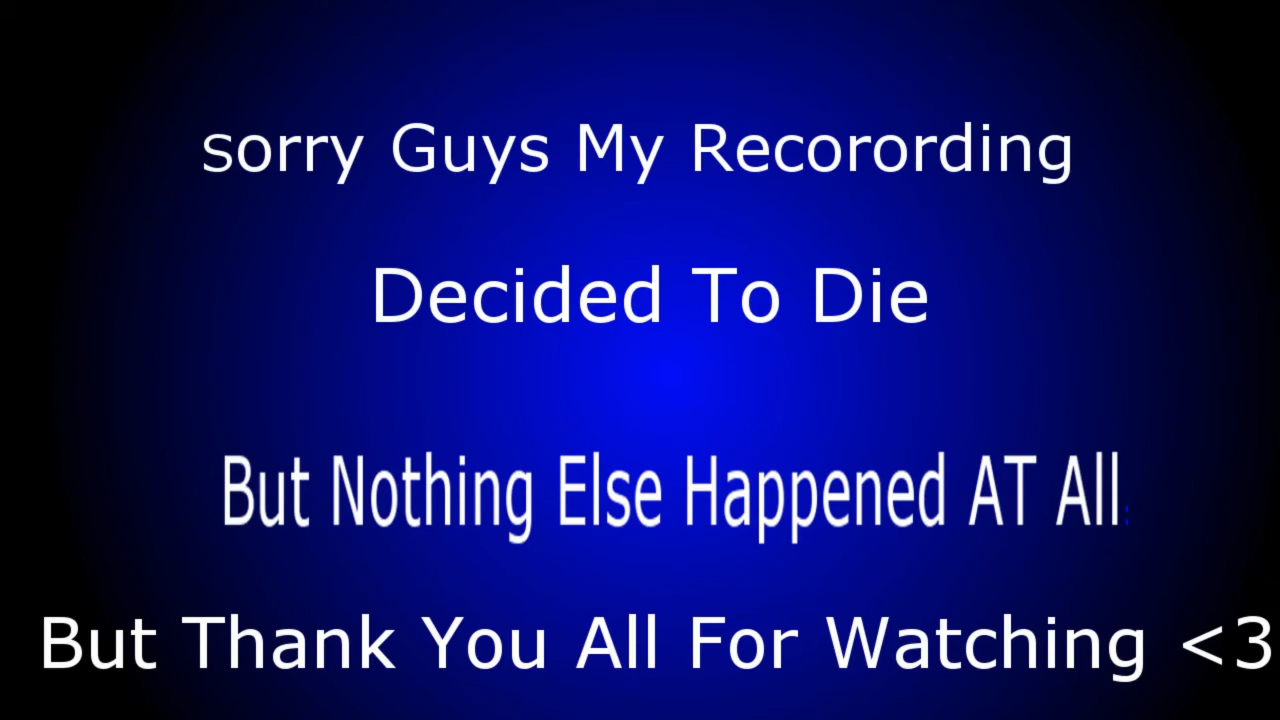 sorry Guys My Recorording
Decided To Die
But Nothing Else Happened AT All:
But Thank You All For Watching <3